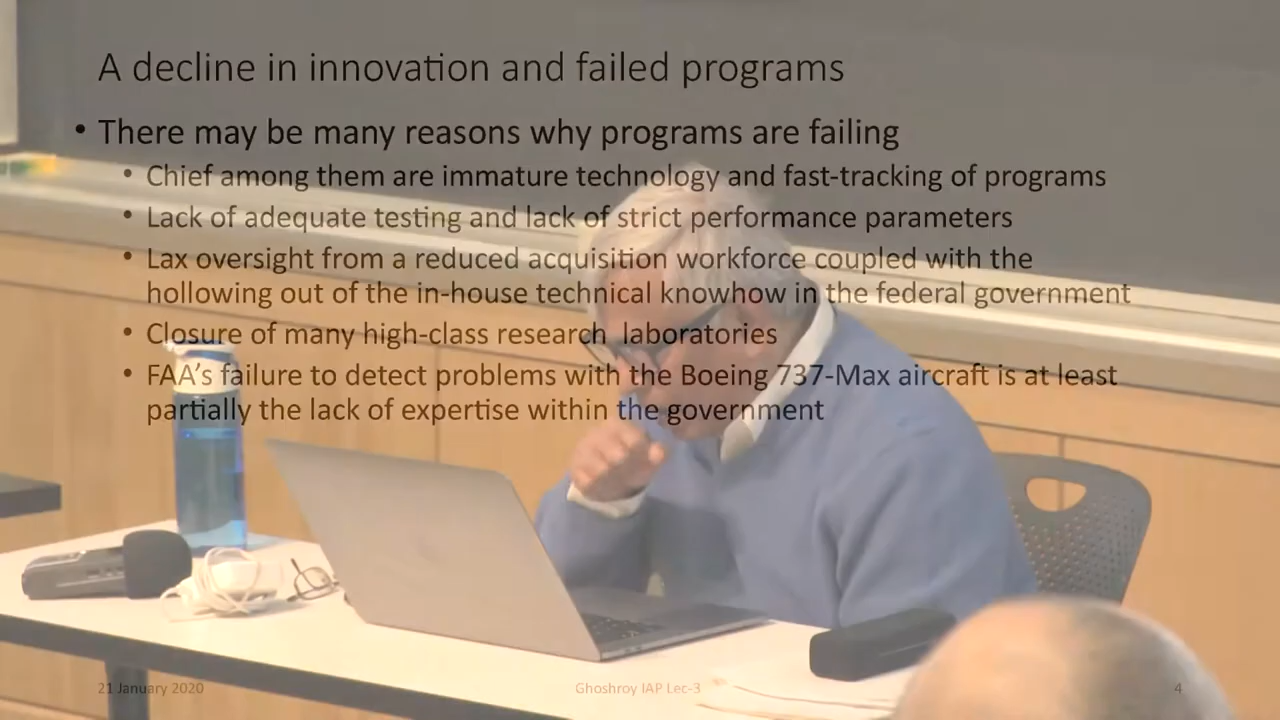 A decline in innovation and failed programs
• There may be many reasons why programs are failing
• Chief among them are immature technology and fast-tracking of programs
• Lack of adequate testing and lack of strict performance parameters
• Lax oversight from a reduced acquisition workforce coupled with the
hollowing out of the in-house technical knowhow in the federal government
• Closure of many high-class research laboratories
• FAA's failure to detect problems with the Boeing 737-Max aircraft is at least
partially the lack of expertise within the government
21 January 2020
Ghoshroy IAP Lec-3
4